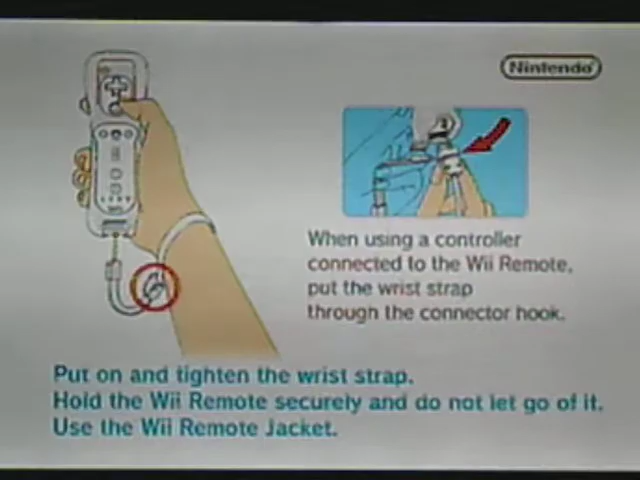 Nintendo
When using a controller
connected to the Wii Remote,
put the wrist strap
through the connector hook.
Put on and tighten the wrist strap.
Hold the Wii Remote securely and do not let go of it.
Use the Wii Remote Jacket.